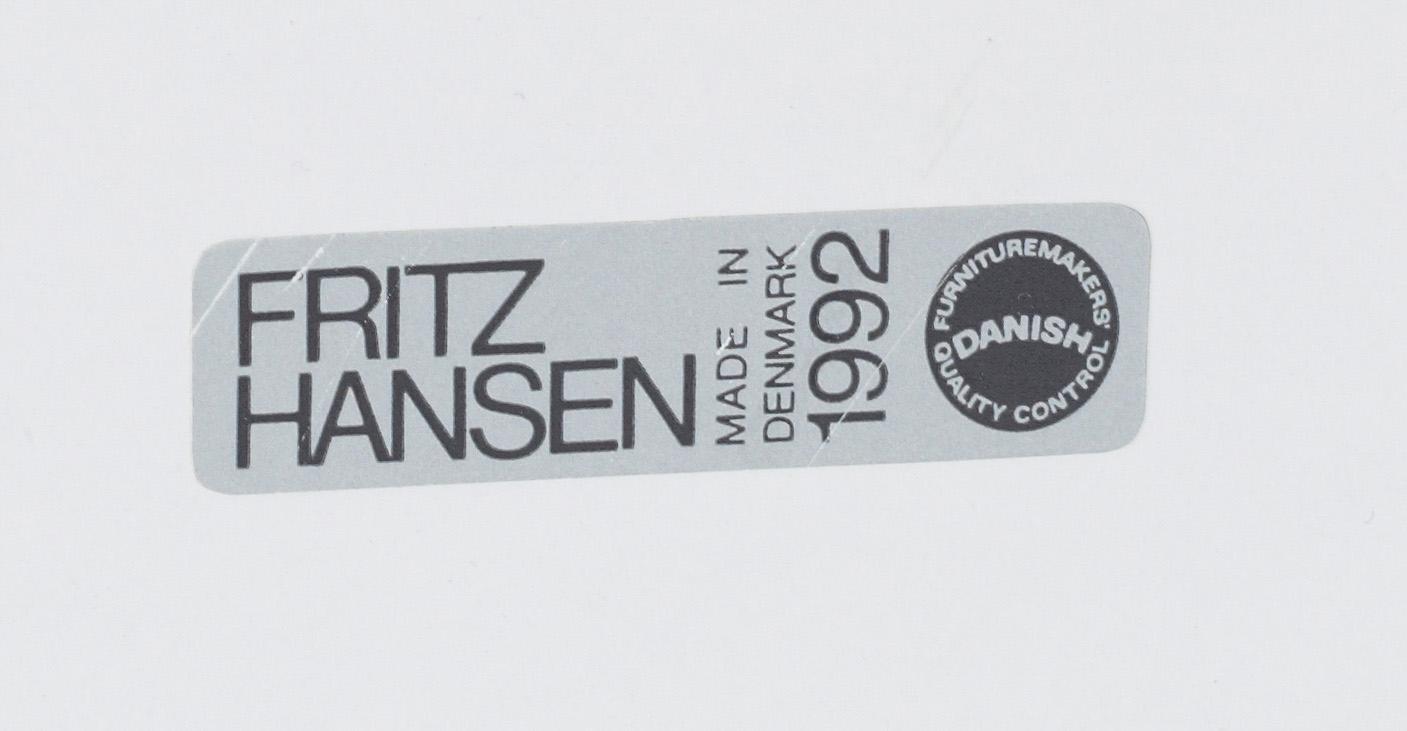 FRITZ
HANSEN
MADE IN
DENMARK
1992
FURNITUREMAKERS'
DANISH
QUALITY CONTROL